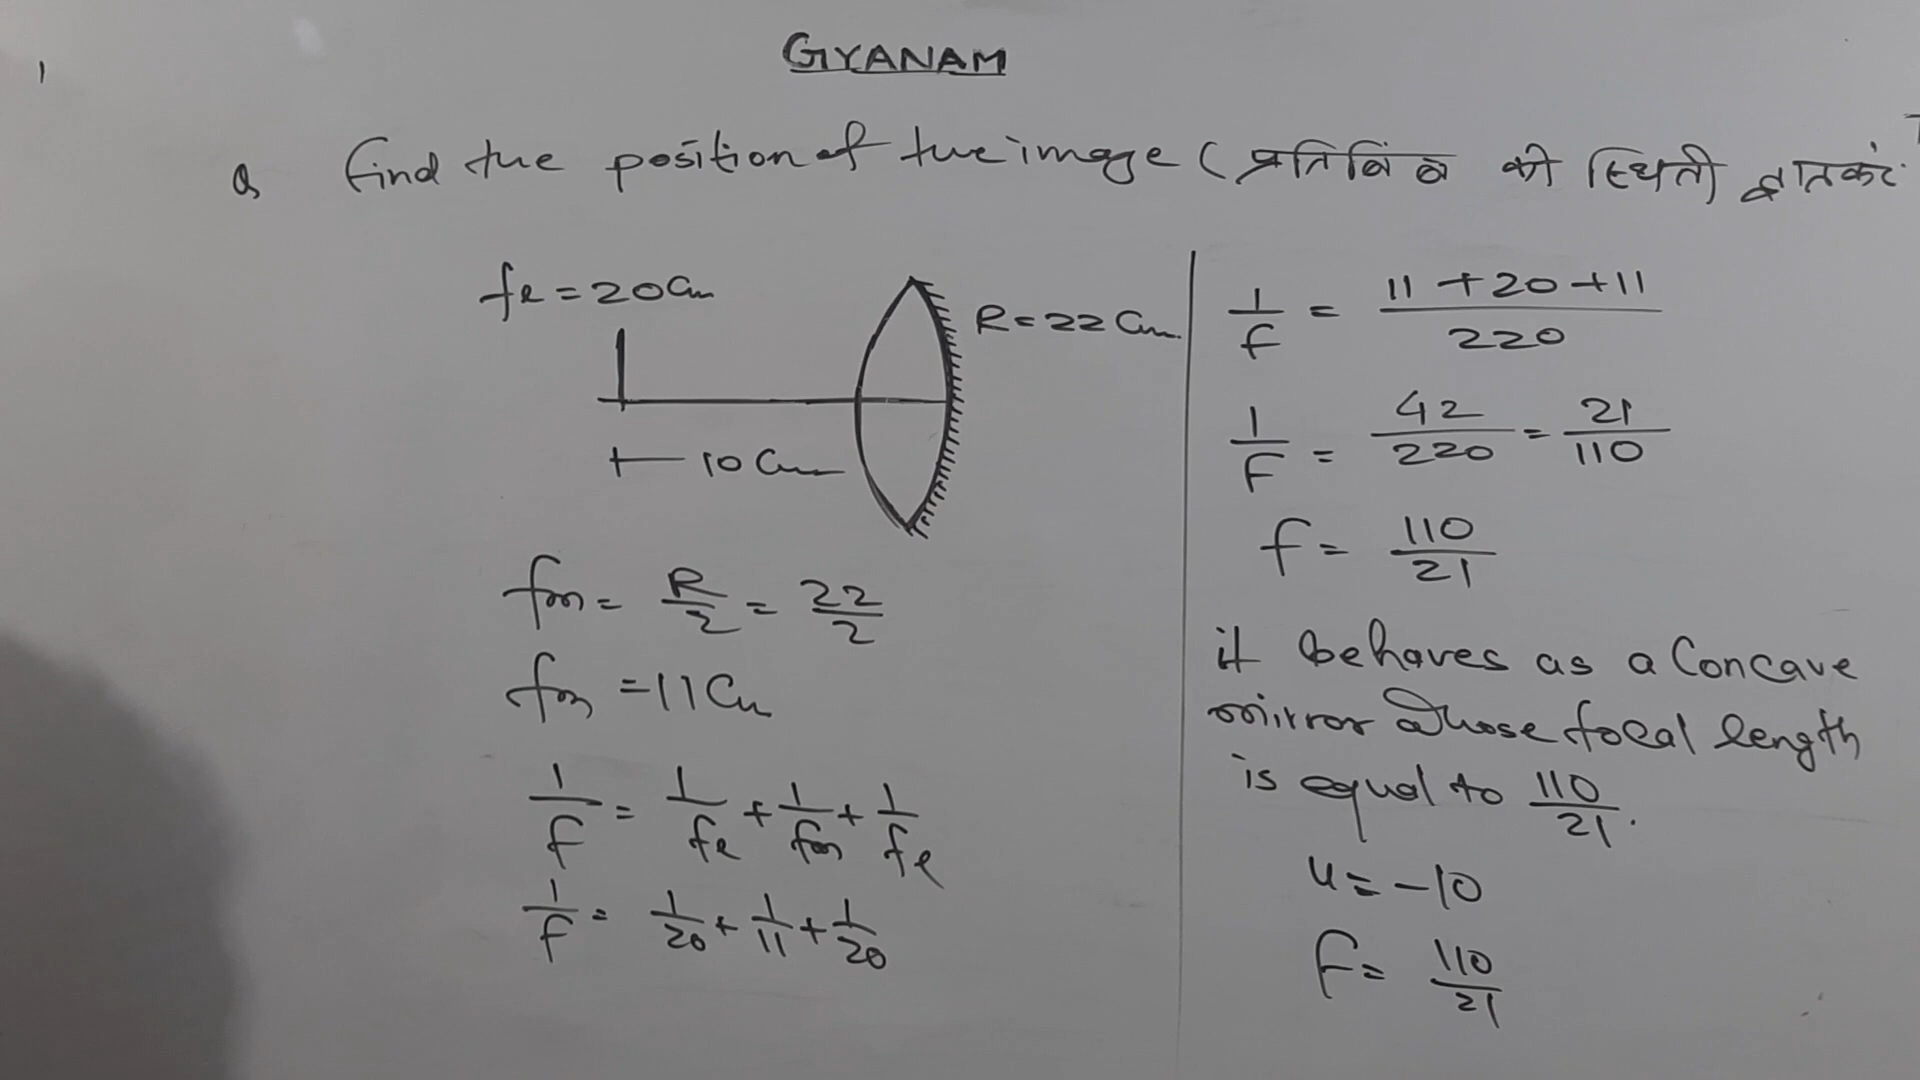 GYANAM
Q find the position of the image (प्रतिबिंब की स्थिती ज्ञात करें.
fe = 20 Cm
R = 22 Cm
10 Cm
fm = R/2 = 22/2
fm = 11 Cm
1/F = 1/fe + 1/fm + 1/fe
1/F = 1/20 + 1/11 + 1/20
1/F = 11 + 20 + 11 / 220
1/F = 42/220 = 21/110
F = 110/21
it behaves as a Concave
mirror whose focal length
is equal to 110/21.
u = -10
F = 110/21